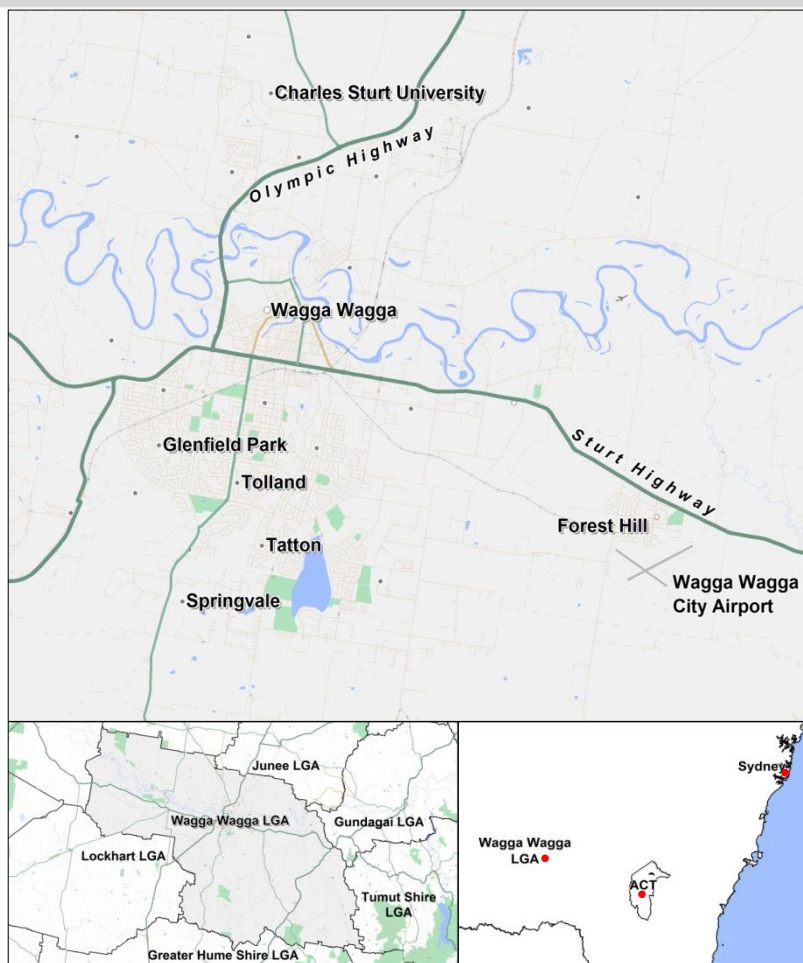 Charles Sturt University
Olympic Highway
Wagga Wagga
Glenfield Park
Tolland
Sturt Highway
Forest Hill
Tatton
Wagga Wagga
City Airport
Springvale
Junee LGA
Wagga Wagga LGA
Gundagai LGA
Lockhart LGA
Tumut Shire
LGA
Greater Hume Shire LGA
Sydney
Wagga Wagga
LGA
ACT